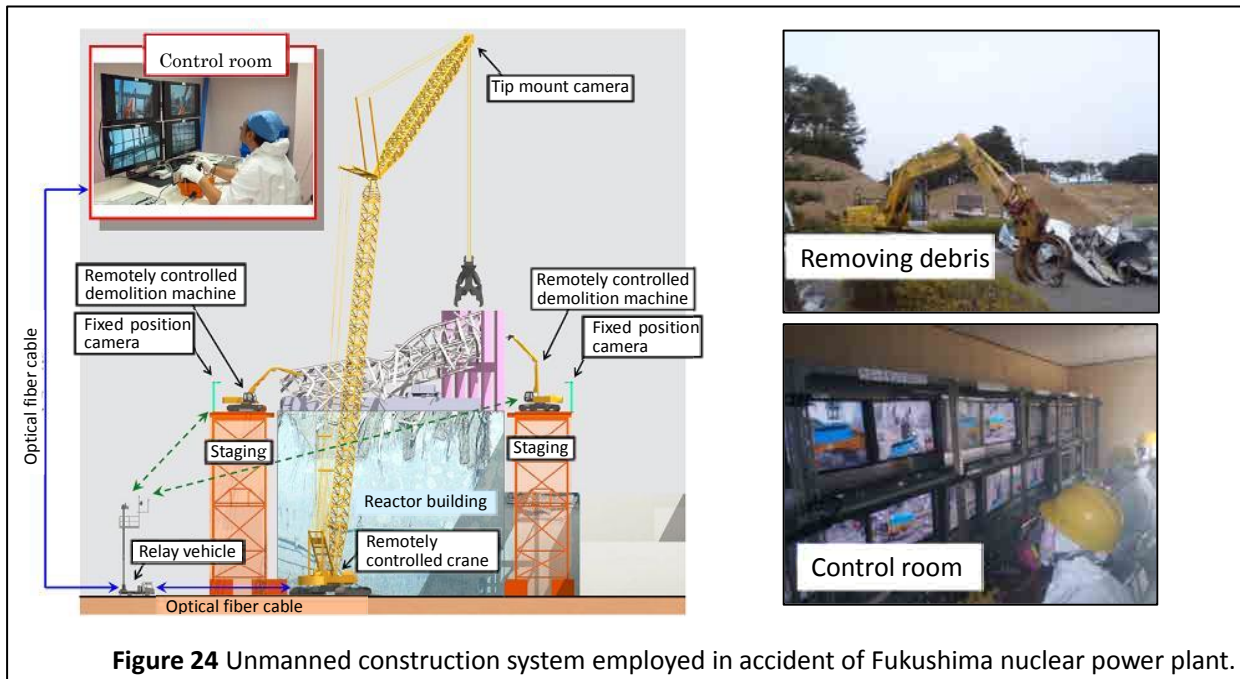 Control room
Tip mount camera
Remotely controlled
demolition machine
Fixed position
camera
Remotely controlled
demolition machine
Fixed position
camera
Optical fiber cable
Staging
Staging
Reactor building
Relay vehicle
Remotely
controlled crane
Optical fiber cable
Removing debris
Control room
Figure 24 Unmanned construction system employed in accident of Fukushima nuclear power plant.